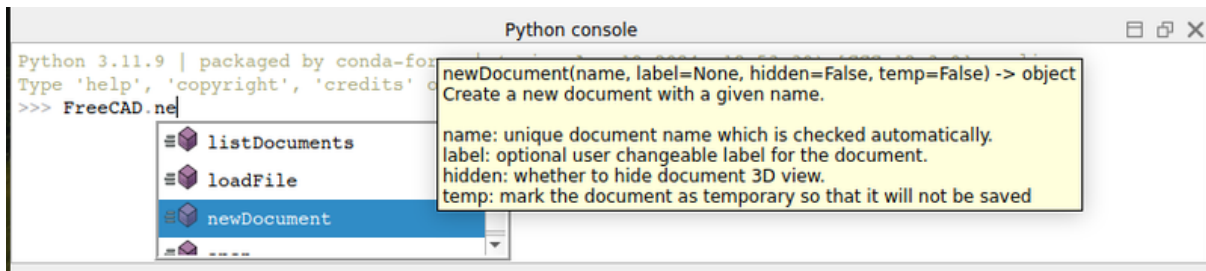 Python console
Python 3.11.9 | packaged by conda-for
Type 'help', 'copyright', 'credits' o
>>> FreeCAD.ne
listDocuments
loadFile
newDocument
newDocument(name, label=None, hidden=False, temp=False) -> object
Create a new document with a given name.
name: unique document name which is checked automatically.
label: optional user changeable label for the document.
hidden: whether to hide document 3D view.
temp: mark the document as temporary so that it will not be saved